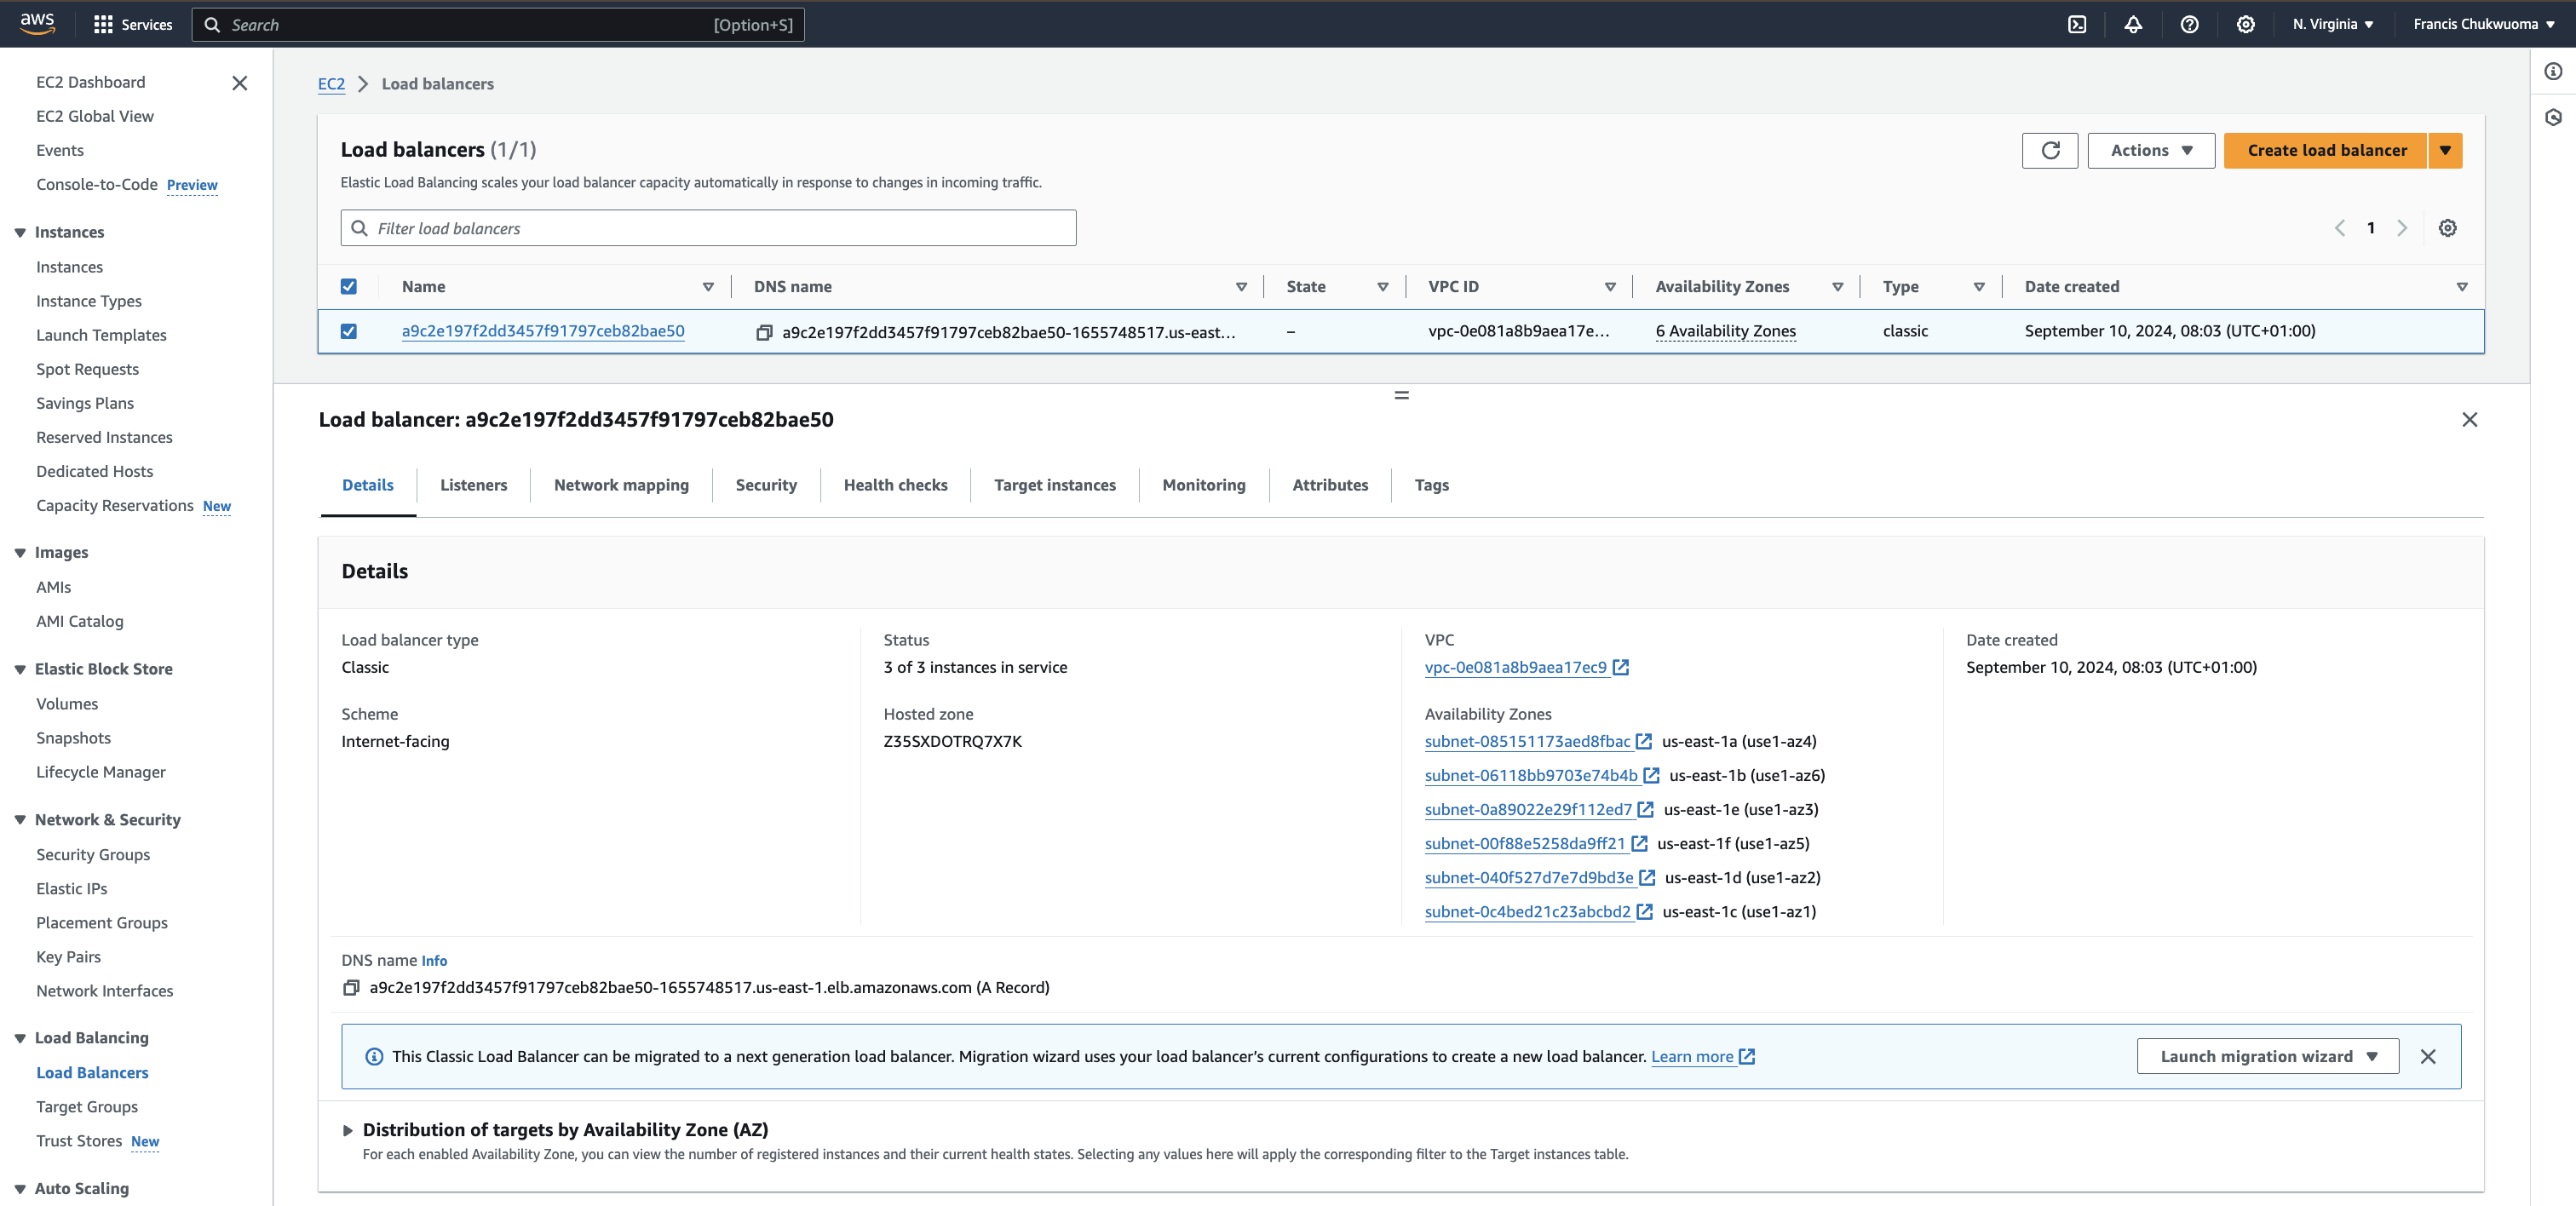 aws Services Search [Option+S] N. Virginia Francis Chukwuoma
EC2 Dashboard
EC2 Global View
Events
Console-to-Code Preview
Instances
Instances
Instance Types
Launch Templates
Spot Requests
Savings Plans
Reserved Instances
Dedicated Hosts
Capacity Reservations New
Images
AMIs
AMI Catalog
Elastic Block Store
Volumes
Snapshots
Lifecycle Manager
Network & Security
Security Groups
Elastic IPs
Placement Groups
Key Pairs
Network Interfaces
Load Balancing
Load Balancers
Target Groups
Trust Stores New
Auto Scaling
EC2 Load balancers
Load balancers (1/1)
Actions Create load balancer
Elastic Load Balancing scales your load balancer capacity automatically in response to changes in incoming traffic.
Filter load balancers
1
Name DNS name State VPC ID Availability Zones Type Date created
a9c2e197f2dd3457f91797ceb82bae50 a9c2e197f2dd3457f91797ceb82bae50-1655748517.us-east... – vpc-0e081a8b9aea17e... 6 Availability Zones classic September 10, 2024, 08:03 (UTC+01:00)
Load balancer: a9c2e197f2dd3457f91797ceb82bae50
Details Listeners Network mapping Security Health checks Target instances Monitoring Attributes Tags
Details
Load balancer type
Classic
Scheme
Internet-facing
Status
3 of 3 instances in service
Hosted zone
Z35SXDOTRQ7X7K
VPC
vpc-0e081a8b9aea17ec9
Availability Zones
subnet-085151173aed8fbac us-east-1a (use1-az4)
subnet-06118bb9703e74b4b us-east-1b (use1-az6)
subnet-0a89022e29f112ed7 us-east-1e (use1-az3)
subnet-00f88e5258da9ff21 us-east-1f (use1-az5)
subnet-040f527d7e7d9bd3e us-east-1d (use1-az2)
subnet-0c4bed21c23abcbd2 us-east-1c (use1-az1)
Date created
September 10, 2024, 08:03 (UTC+01:00)
DNS name Info
a9c2e197f2dd3457f91797ceb82bae50-1655748517.us-east-1.elb.amazonaws.com (A Record)
This Classic Load Balancer can be migrated to a next generation load balancer. Migration wizard uses your load balancer’s current configurations to create a new load balancer. Learn more
Launch migration wizard
Distribution of targets by Availability Zone (AZ)
For each enabled Availability Zone, you can view the number of registered instances and their current health states. Selecting any values here will apply the corresponding filter to the Target instances table.